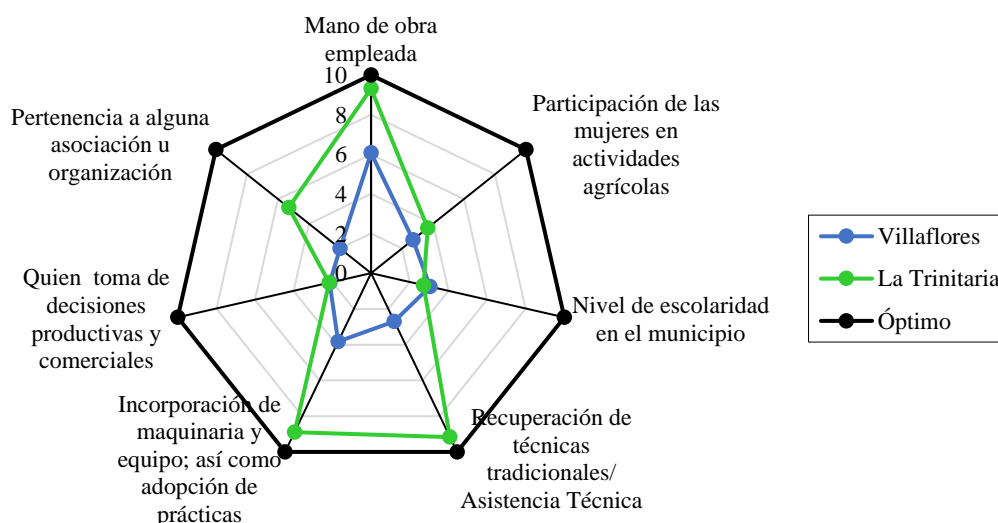 Mano de obra
empleada
10
8
6
4
2
0
Participación de las
mujeres en
actividades
agrícolas
Nivel de escolaridad
en el municipio
Recuperación de
técnicas
tradicionales/
Asistencia Técnica
Incorporación de
maquinaria y
equipo; así como
adopción de
prácticas
Quien  toma de
decisiones
productivas y
comerciales
Pertenencia a alguna
asociación u
organización
Villaflores
La Trinitaria
Óptimo